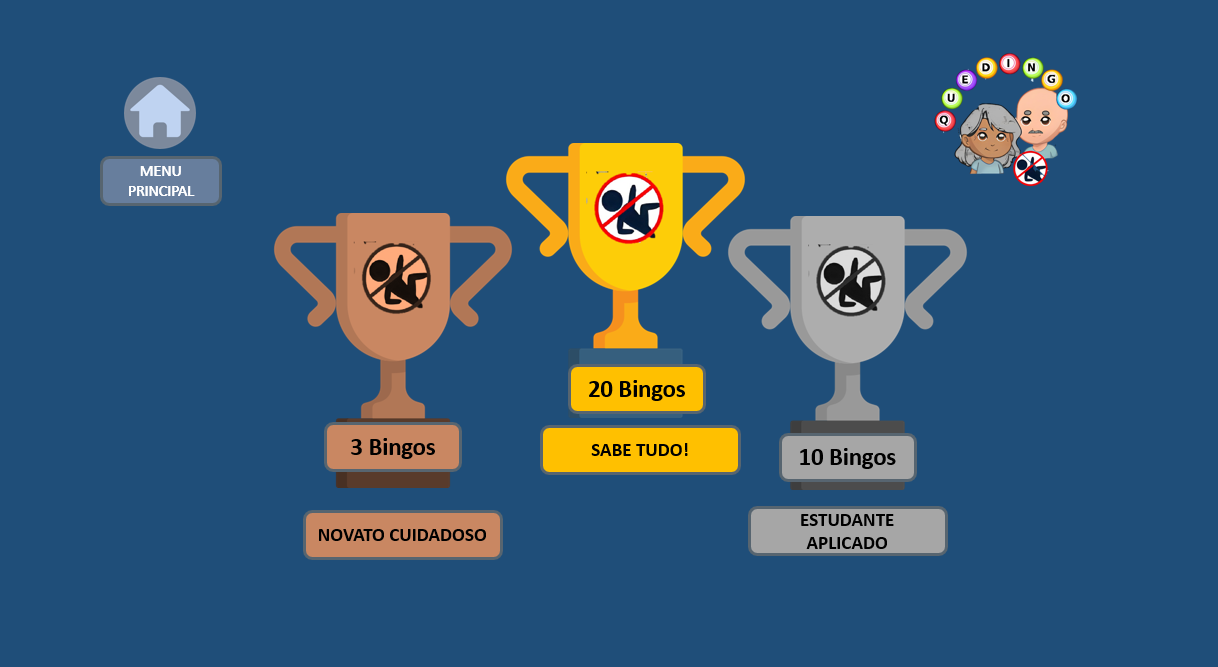 QUEDINGO
MENU
PRINCIPAL
20 Bingos
SABE TUDO!
3 Bingos
NOVATO CUIDADOSO
10 Bingos
ESTUDANTE
APLICADO